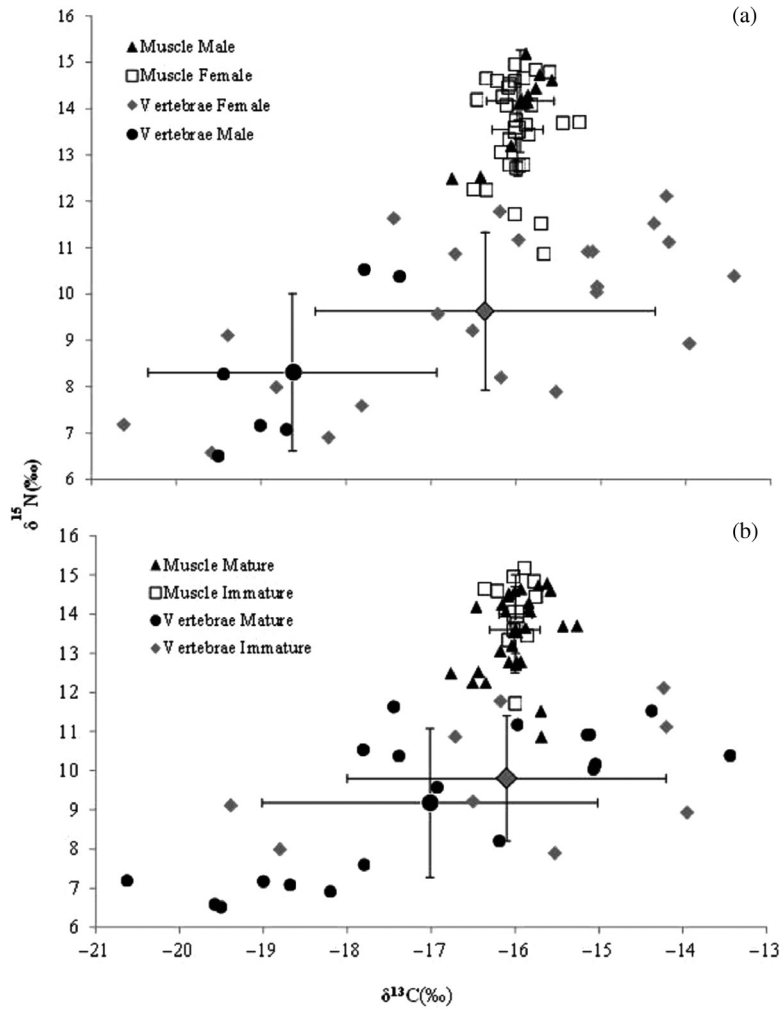 (a)
16
15
14
13
12
11
10
9
8
7
6
Muscle Male
Muscle Female
Vertebrae Female
Vertebrae Male
δ¹⁵N(‰)
(b)
16
15
14
13
12
11
10
9
8
7
6
Muscle Mature
Muscle Immature
Vertebrae Mature
Vertebrae Immature
−21 −20 −19 −18 −17 −16 −15 −14 −13
δ¹³C(‰)